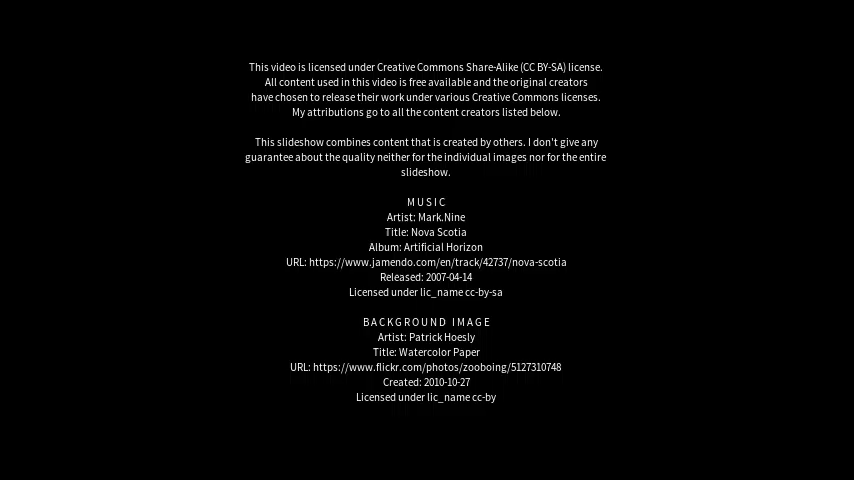 This video is licensed under Creative Commons Share-Alike (CC BY-SA) license.
All content used in this video is free available and the original creators
have chosen to release their work under various Creative Commons licenses.
My attributions go to all the content creators listed below.
This slideshow combines content that is created by others. I don't give any
guarantee about the quality neither for the individual images nor for the entire
slideshow.
MUSIC
Artist: Mark.Nine
Title: Nova Scotia
Album: Artificial Horizon
URL: https://www.jamendo.com/en/track/42737/nova-scotia
Released: 2007-04-14
Licensed under lic_name cc-by-sa
BACKGROUND IMAGE
Artist: Patrick Hoesly
Title: Watercolor Paper
URL: https://www.flickr.com/photos/zooboing/5127310748
Created: 2010-10-27
Licensed under lic_name cc-by